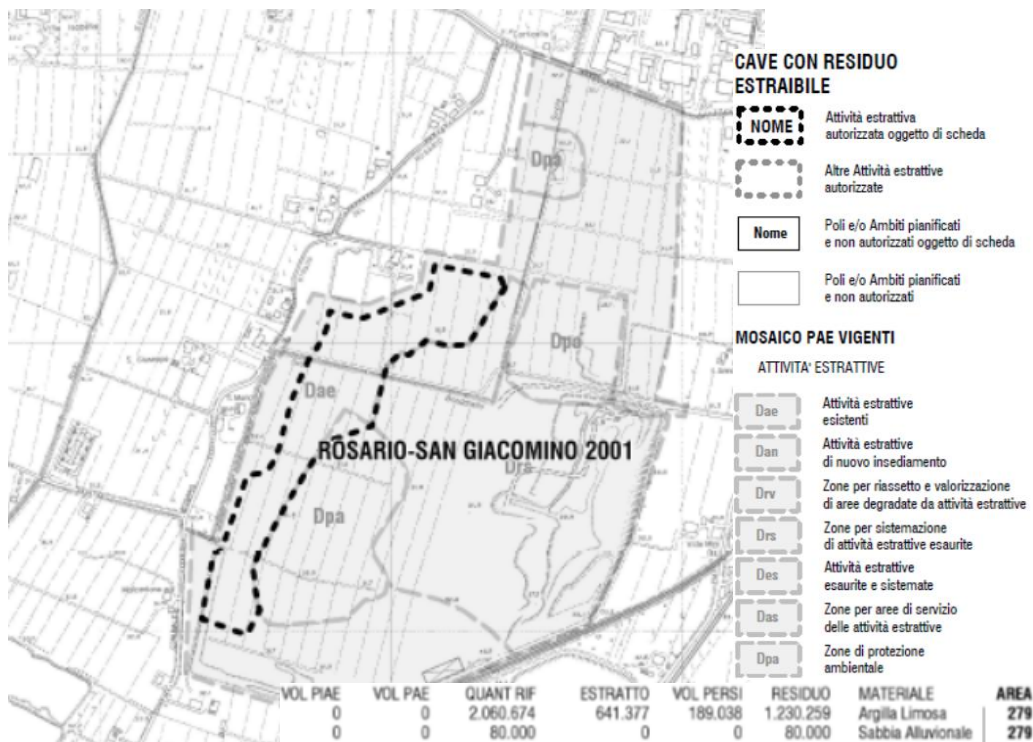 CAVE CON RESIDUO
ESTRAIBILE
NOME
Attività estrattiva
autorizzata oggetto di scheda
Altre Attività estrattive
autorizzate
Nome
Poli e/o Ambiti pianificati
e non autorizzati oggetto di scheda
Poli e/o Ambiti pianificati
e non autorizzati
MOSAICO PAE VIGENTI
ATTIVITA' ESTRATTIVE
Dae
Attività estrattive
esistenti
Dan
Attività estrattive
di nuovo insediamento
Drv
Zone per riassetto e valorizzazione
di aree degradate da attività estrattive
Drs
Zone per sistemazione
di attività estrattive esaurite
Des
Attività estrattive
esaurite e sistemate
Das
Zone per aree di servizio
delle attività estrattive
Dpa
Zone di protezione
ambientale
Dpa
Dpa
Dae
ROSARIO-SAN GIACOMINO 2001
Drs
Dpa
VOL PIAE VOL PAE QUANT RIF ESTRATTO VOL PERSI RESIDUO MATERIALE AREA
0 0 2.060.674 641.377 189.038 1.230.259 Argilla Limosa 279
0 0 80.000 0 0 80.000 Sabbia Alluvionale 279